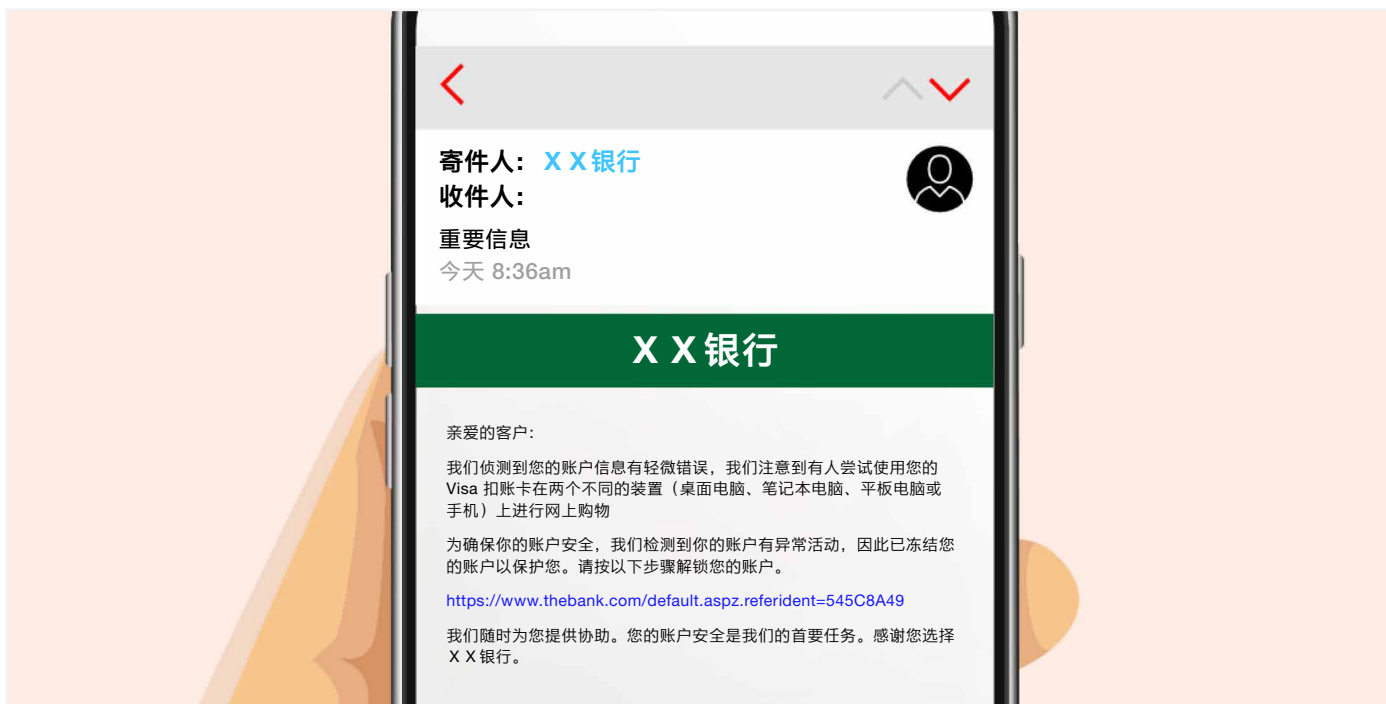 寄件人： X X 银行
收件人：
重要信息
今天 8:36am
X X 银行
亲爱的客户：
我们侦测到您的账户信息有轻微错误，我们注意到有人尝试使用您的
Visa 扣账卡在两个不同的装置（桌面电脑、笔记本电脑、平板电脑或
手机）上进行网上购物
为确保你的账户安全，我们检测到你的账户有异常活动，因此已冻结您
的账户以保护您。请按以下步骤解锁您的账户。
https://www.thebank.com/default.aspz.referident=545C8A49
我们随时为您提供协助。您的账户安全是我们的首要任务。感谢您选择
X X 银行。